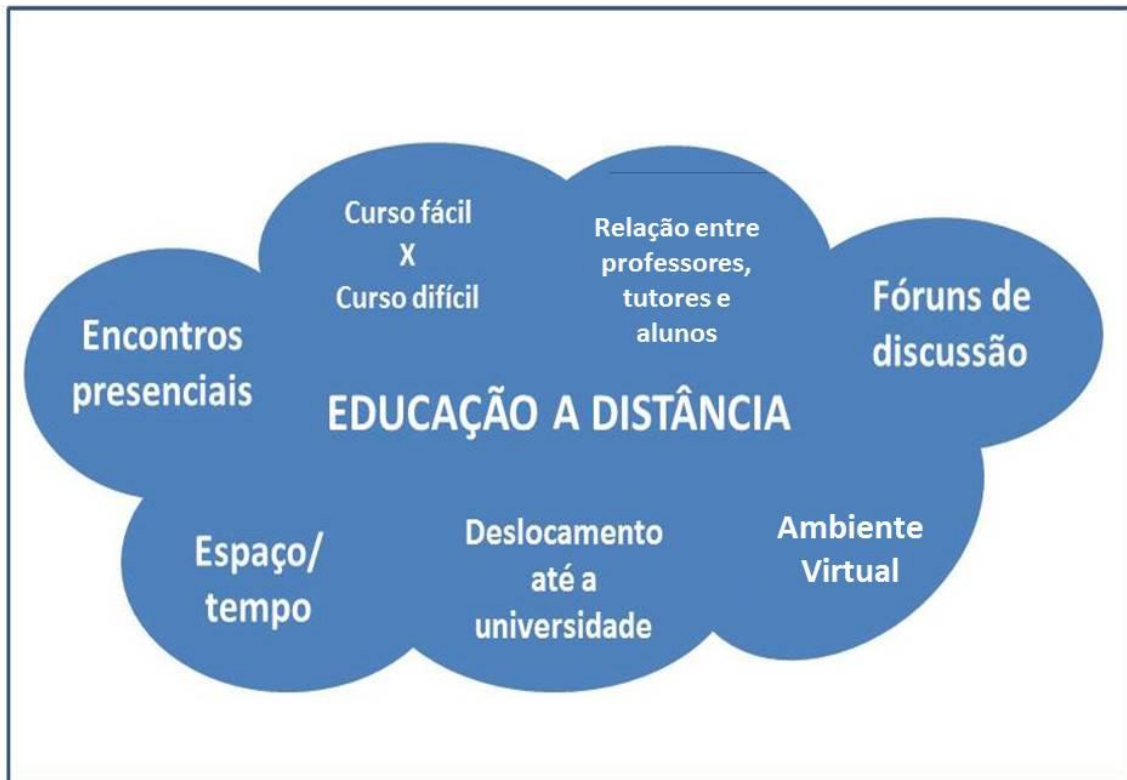 Curso fácil
X
Curso difícil
Relação entre
professores,
tutores e
alunos
Fóruns de
discussão
Encontros
presenciais
EDUCAÇÃO A DISTÂNCIA
Espaço/
tempo
Deslocamento
até a
universidade
Ambiente
Virtual